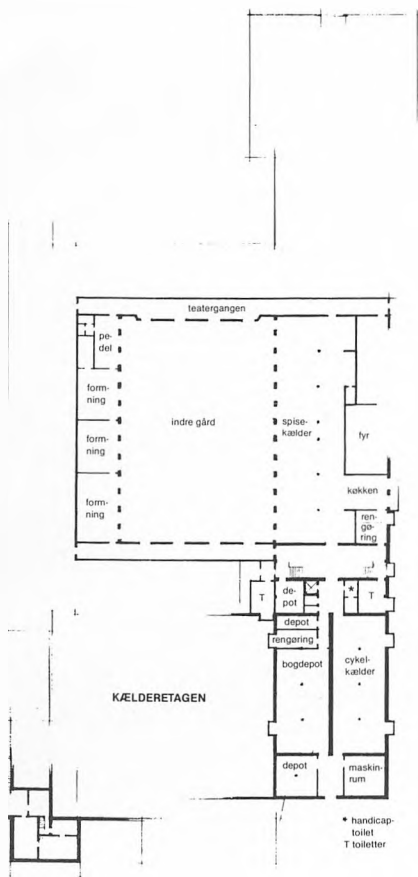 teatergangen
pe-
del
form-
ning
indre gård
spise-
kælder
fyr
form-
ning
køkken
form-
ning
ren-
gø-
ring
T
de-
pot
*
T
depot
rengøring
bogdepot
cykel-
kælder
KÆLDERETAGEN
depot
maskin-
rum
* handicap-
toilet
T toiletter